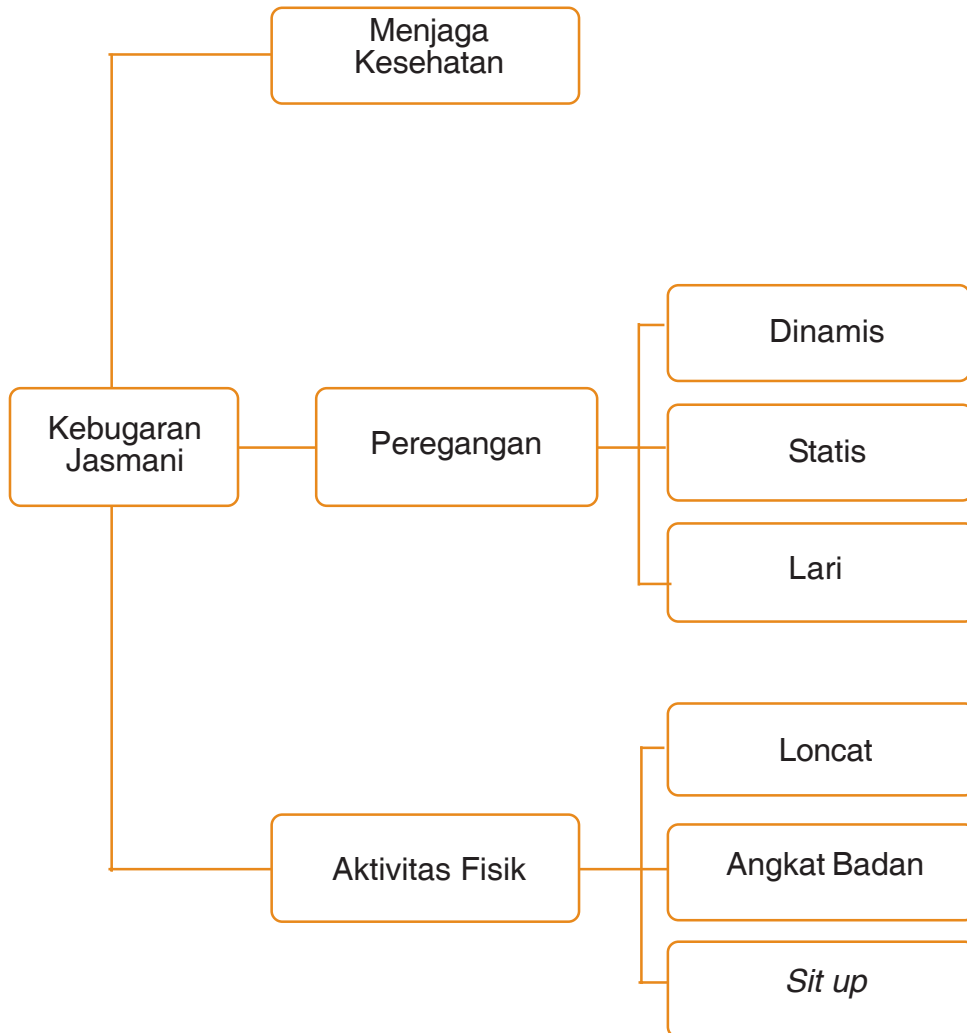 Menjaga
Kesehatan
Kebugaran
Jasmani
Peregangan
Dinamis
Statis
Lari
Aktivitas Fisik
Loncat
Angkat Badan
Sit up